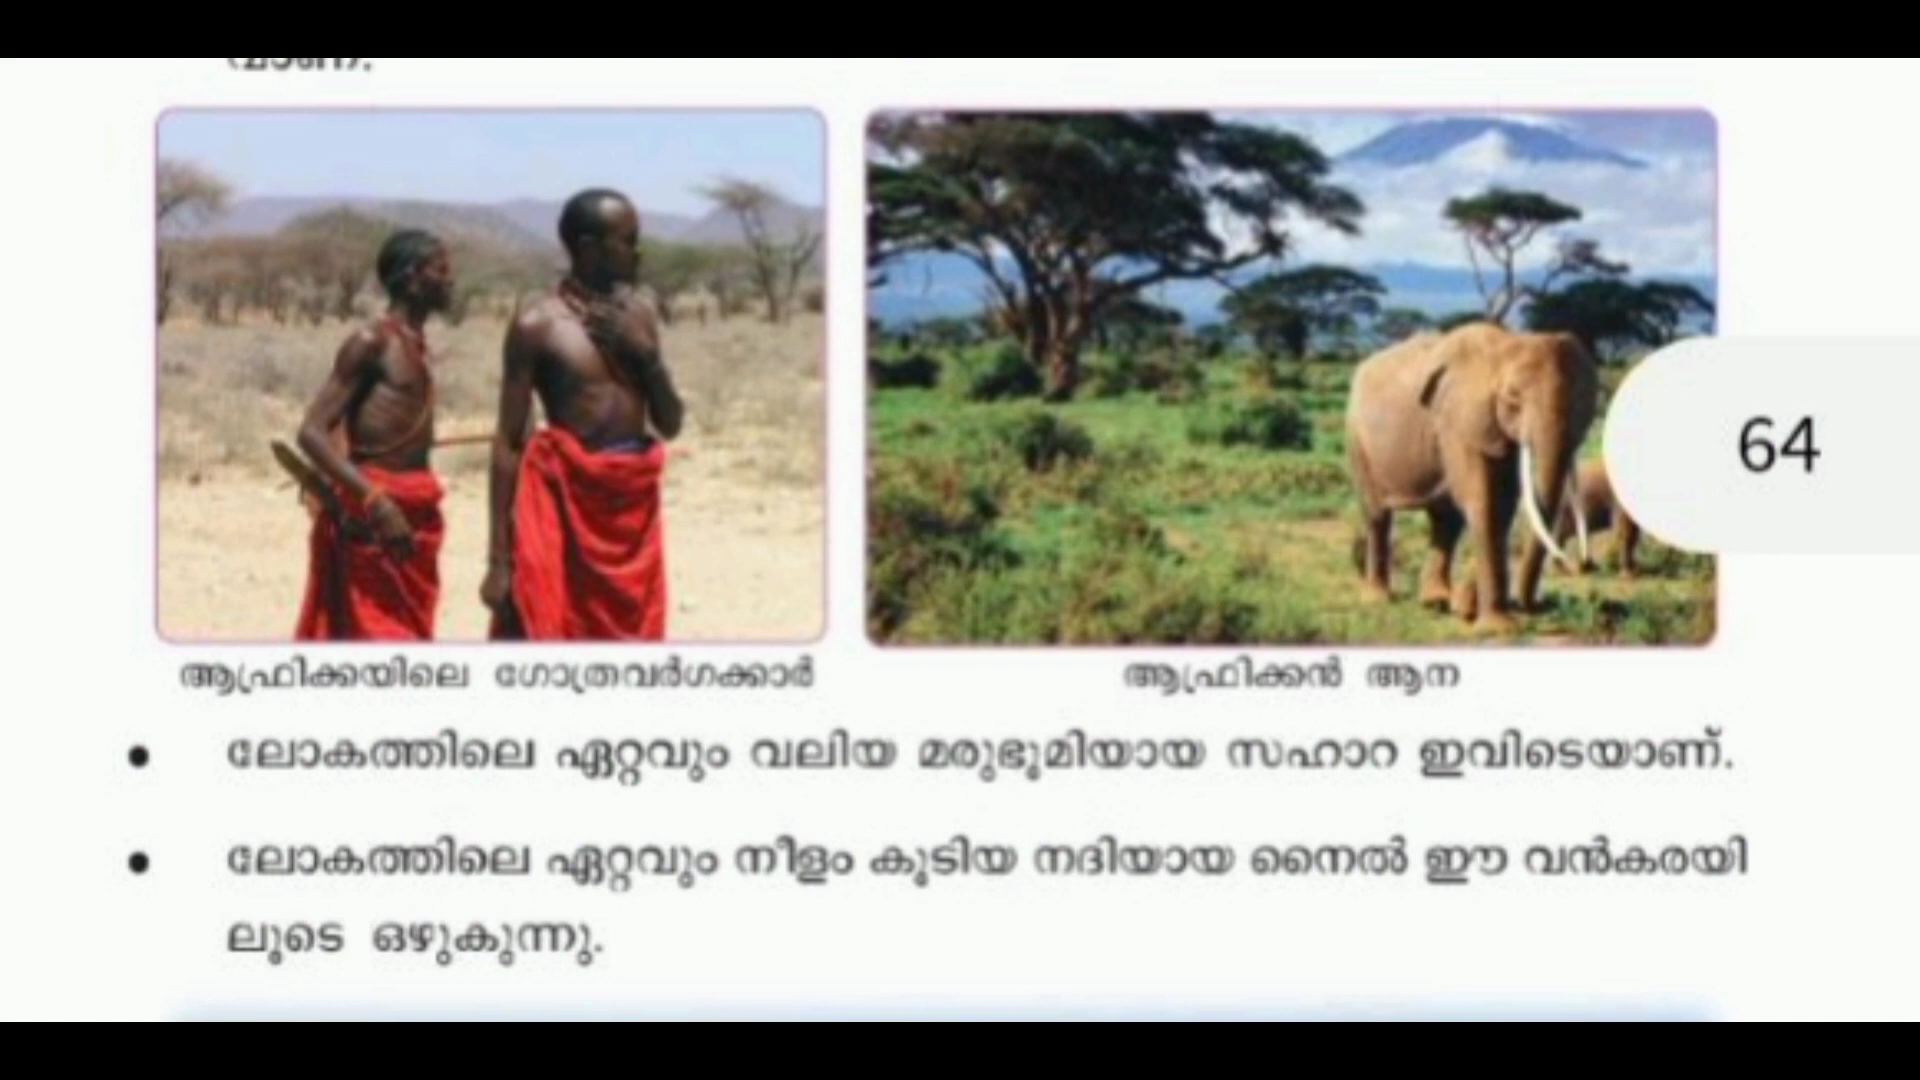 ആഫ്രിക്കയിലെ ഗോത്രവർഗക്കാർ
ആഫ്രിക്കൻ ആന
64
• ലോകത്തിലെ ഏറ്റവും വലിയ മരുഭൂമിയായ സഹാറ ഇവിടെയാണ്.
• ലോകത്തിലെ ഏറ്റവും നീളം കൂടിയ നദിയായ നൈൽ ഈ വൻകരയി
ലൂടെ ഒഴുകുന്നു.